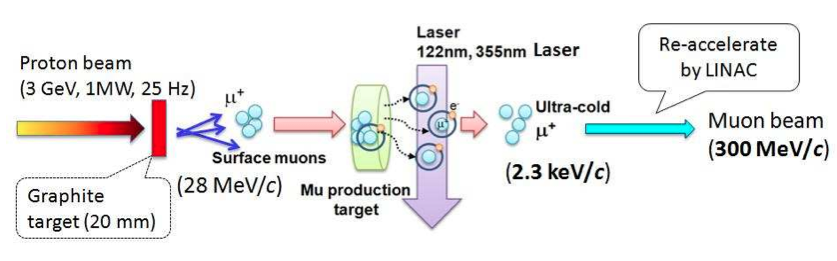 Proton beam
(3 GeV, 1MW, 25 Hz)
Graphite
target (20 mm)
μ+
Surface muons
(28 MeV/c)
Mu production
target
Laser
122nm, 355nm Laser
e-
μ+
Ultra-cold
μ+
(2.3 keV/c)
Re-accelerate
by LINAC
Muon beam
(300 MeV/c)